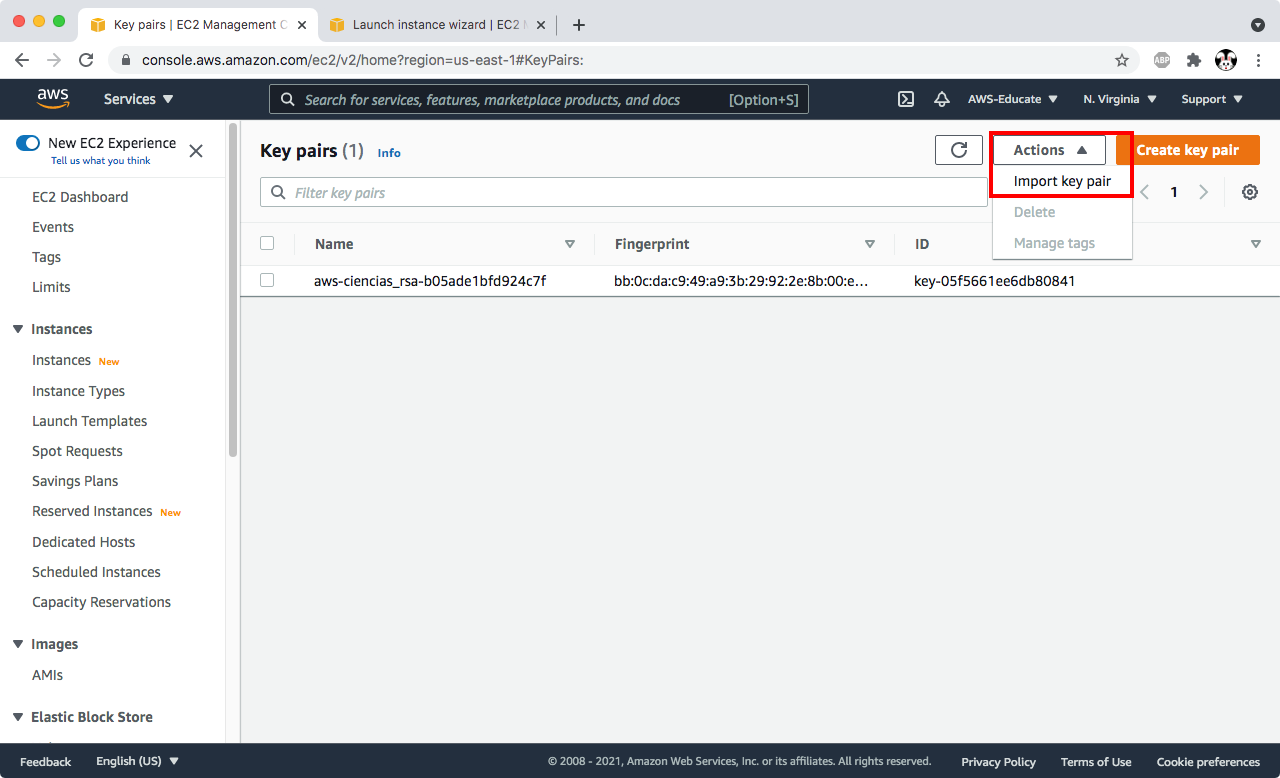 Key pairs | EC2 Management C
Launch instance wizard | EC2 M
console.aws.amazon.com/ec2/v2/home?region=us-east-1#KeyPairs:
ABP
aws
Services
Search for services, features, marketplace products, and docs
[Option+S]
AWS-Educate
N. Virginia
Support
New EC2 Experience
Tell us what you think
EC2 Dashboard
Events
Tags
Limits
Instances
Instances New
Instance Types
Launch Templates
Spot Requests
Savings Plans
Reserved Instances New
Dedicated Hosts
Scheduled Instances
Capacity Reservations
Images
AMIs
Elastic Block Store
Key pairs (1) Info
Actions
Create key pair
Import key pair
Delete
Manage tags
Filter key pairs
1
Name
Fingerprint
ID
aws-ciencias_rsa-b05ade1bfd924c7f
bb:0c:da:c9:49:a9:3b:29:92:2e:8b:00:e...
key-05f5661ee6db80841
Feedback
English (US)
© 2008 - 2021, Amazon Web Services, Inc. or its affiliates. All rights reserved.
Privacy Policy
Terms of Use
Cookie preferences